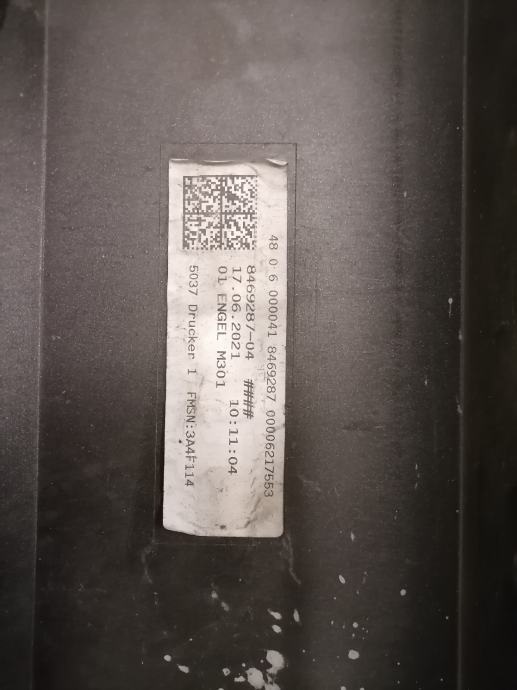 48 0 6 000041 8469287 00006217553
8469287-04 ####
17.06.2021 10:11:04
01 ENGEL M301
5037 Drucker 1 FMSN:3A4F114